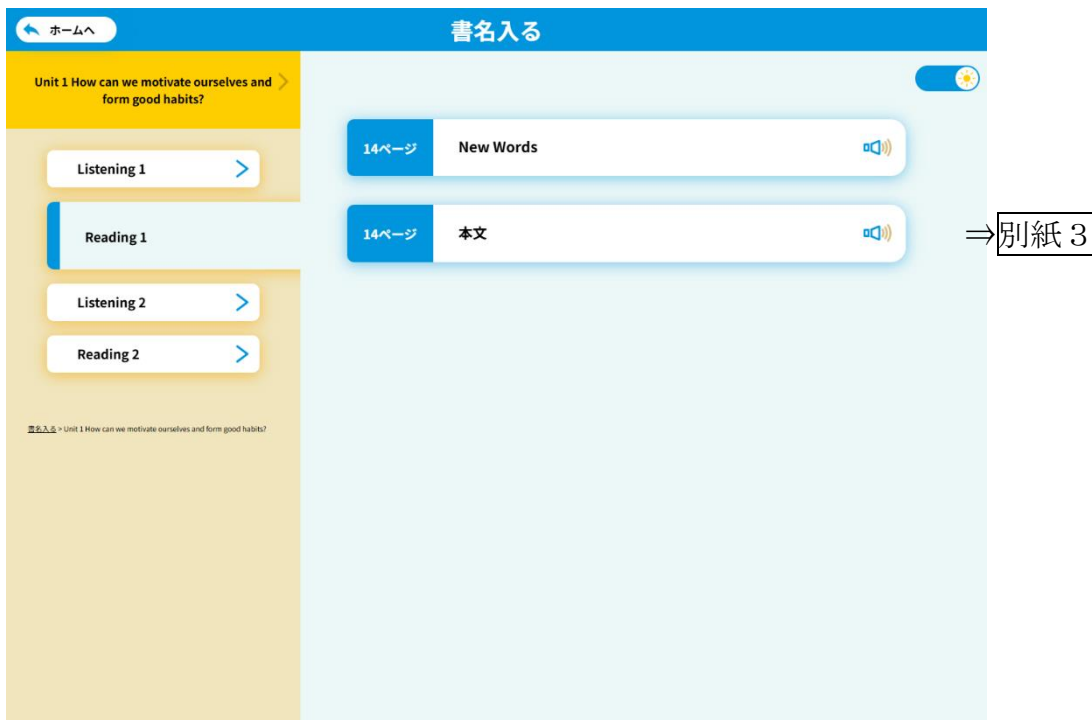 ホームへ
書名入る
Unit 1 How can we motivate ourselves and
form good habits?
Listening 1
Reading 1
Listening 2
Reading 2
書名入る > Unit 1 How can we motivate ourselves and form good habits?
14ページ New Words
14ページ 本文
⇒別紙３